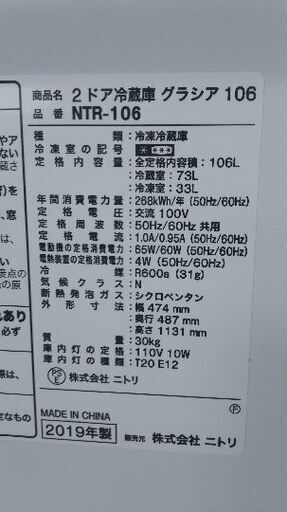 商品名 2ドア冷蔵庫 グラシア 106
品番 NTR-106
種類：冷凍冷蔵庫
冷凍室の記号：* ***
定格内容積：全定格内容積：106L
冷蔵室：73L
冷凍室：33L
年間消費電力量：268kWh/年 (50Hz/60Hz)
定格電圧：交流 100V
定格周波数：50Hz/60Hz 共用
定格電流：1.0A/0.95A (50Hz/60Hz)
電動機の定格消費電力：65W/60W (50Hz/60Hz)
電熱装置の定格消費電力：4W (50Hz/60Hz)
冷媒：R600a (31g)
気候クラス：N
断熱発泡ガス：シクロペンタン
外形寸法：幅 474 mm
奥行 487 mm
高さ 1131 mm
質量：30kg
庫内灯の定格：110V 10W
庫内灯の種類：T20 E12
PSE 株式会社 ニトリ
MADE IN CHINA
2019年製
販売元 株式会社 ニトリ